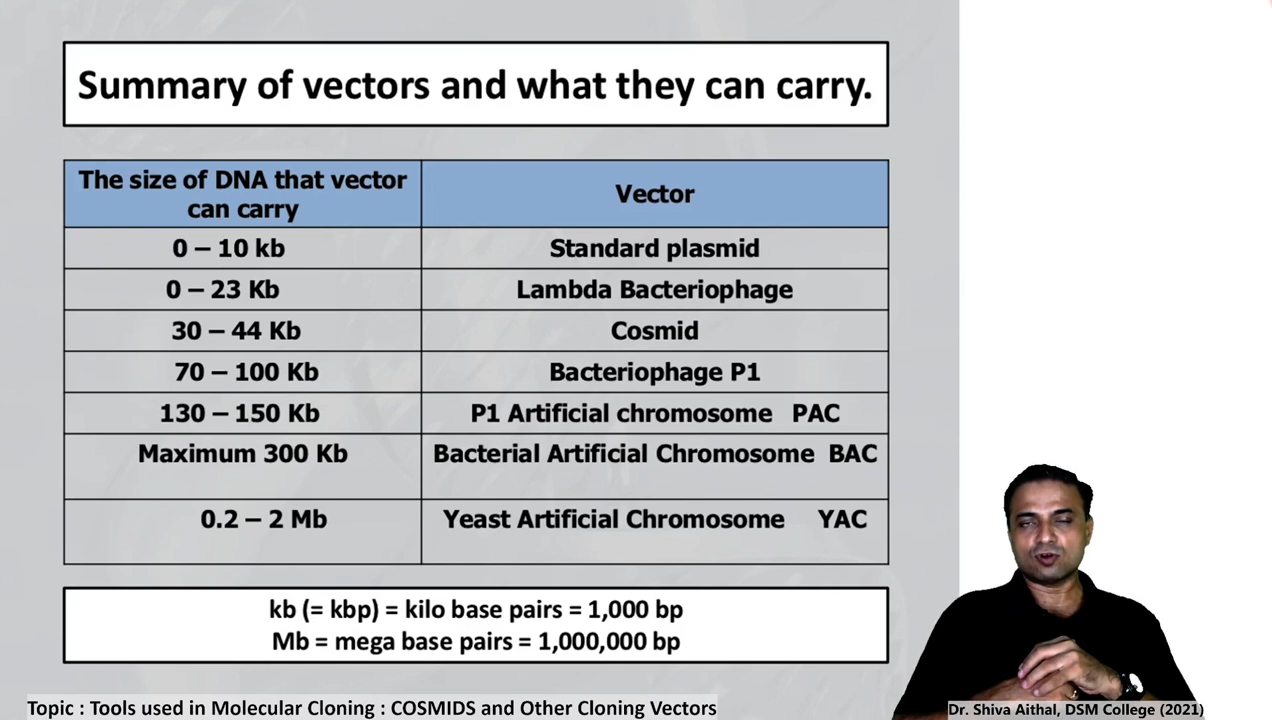 Summary of vectors and what they can carry.
The size of DNA that vector can carry Vector
0 – 10 kb Standard plasmid
0 – 23 Kb Lambda Bacteriophage
30 – 44 Kb Cosmid
70 – 100 Kb Bacteriophage P1
130 – 150 Kb P1 Artificial chromosome PAC
Maximum 300 Kb Bacterial Artificial Chromosome BAC
0.2 – 2 Mb Yeast Artificial Chromosome YAC
kb (= kbp) = kilo base pairs = 1,000 bp
Mb = mega base pairs = 1,000,000 bp
Topic : Tools used in Molecular Cloning : COSMIDS and Other Cloning Vectors
Dr. Shiva Aithal, DSM College (2021)